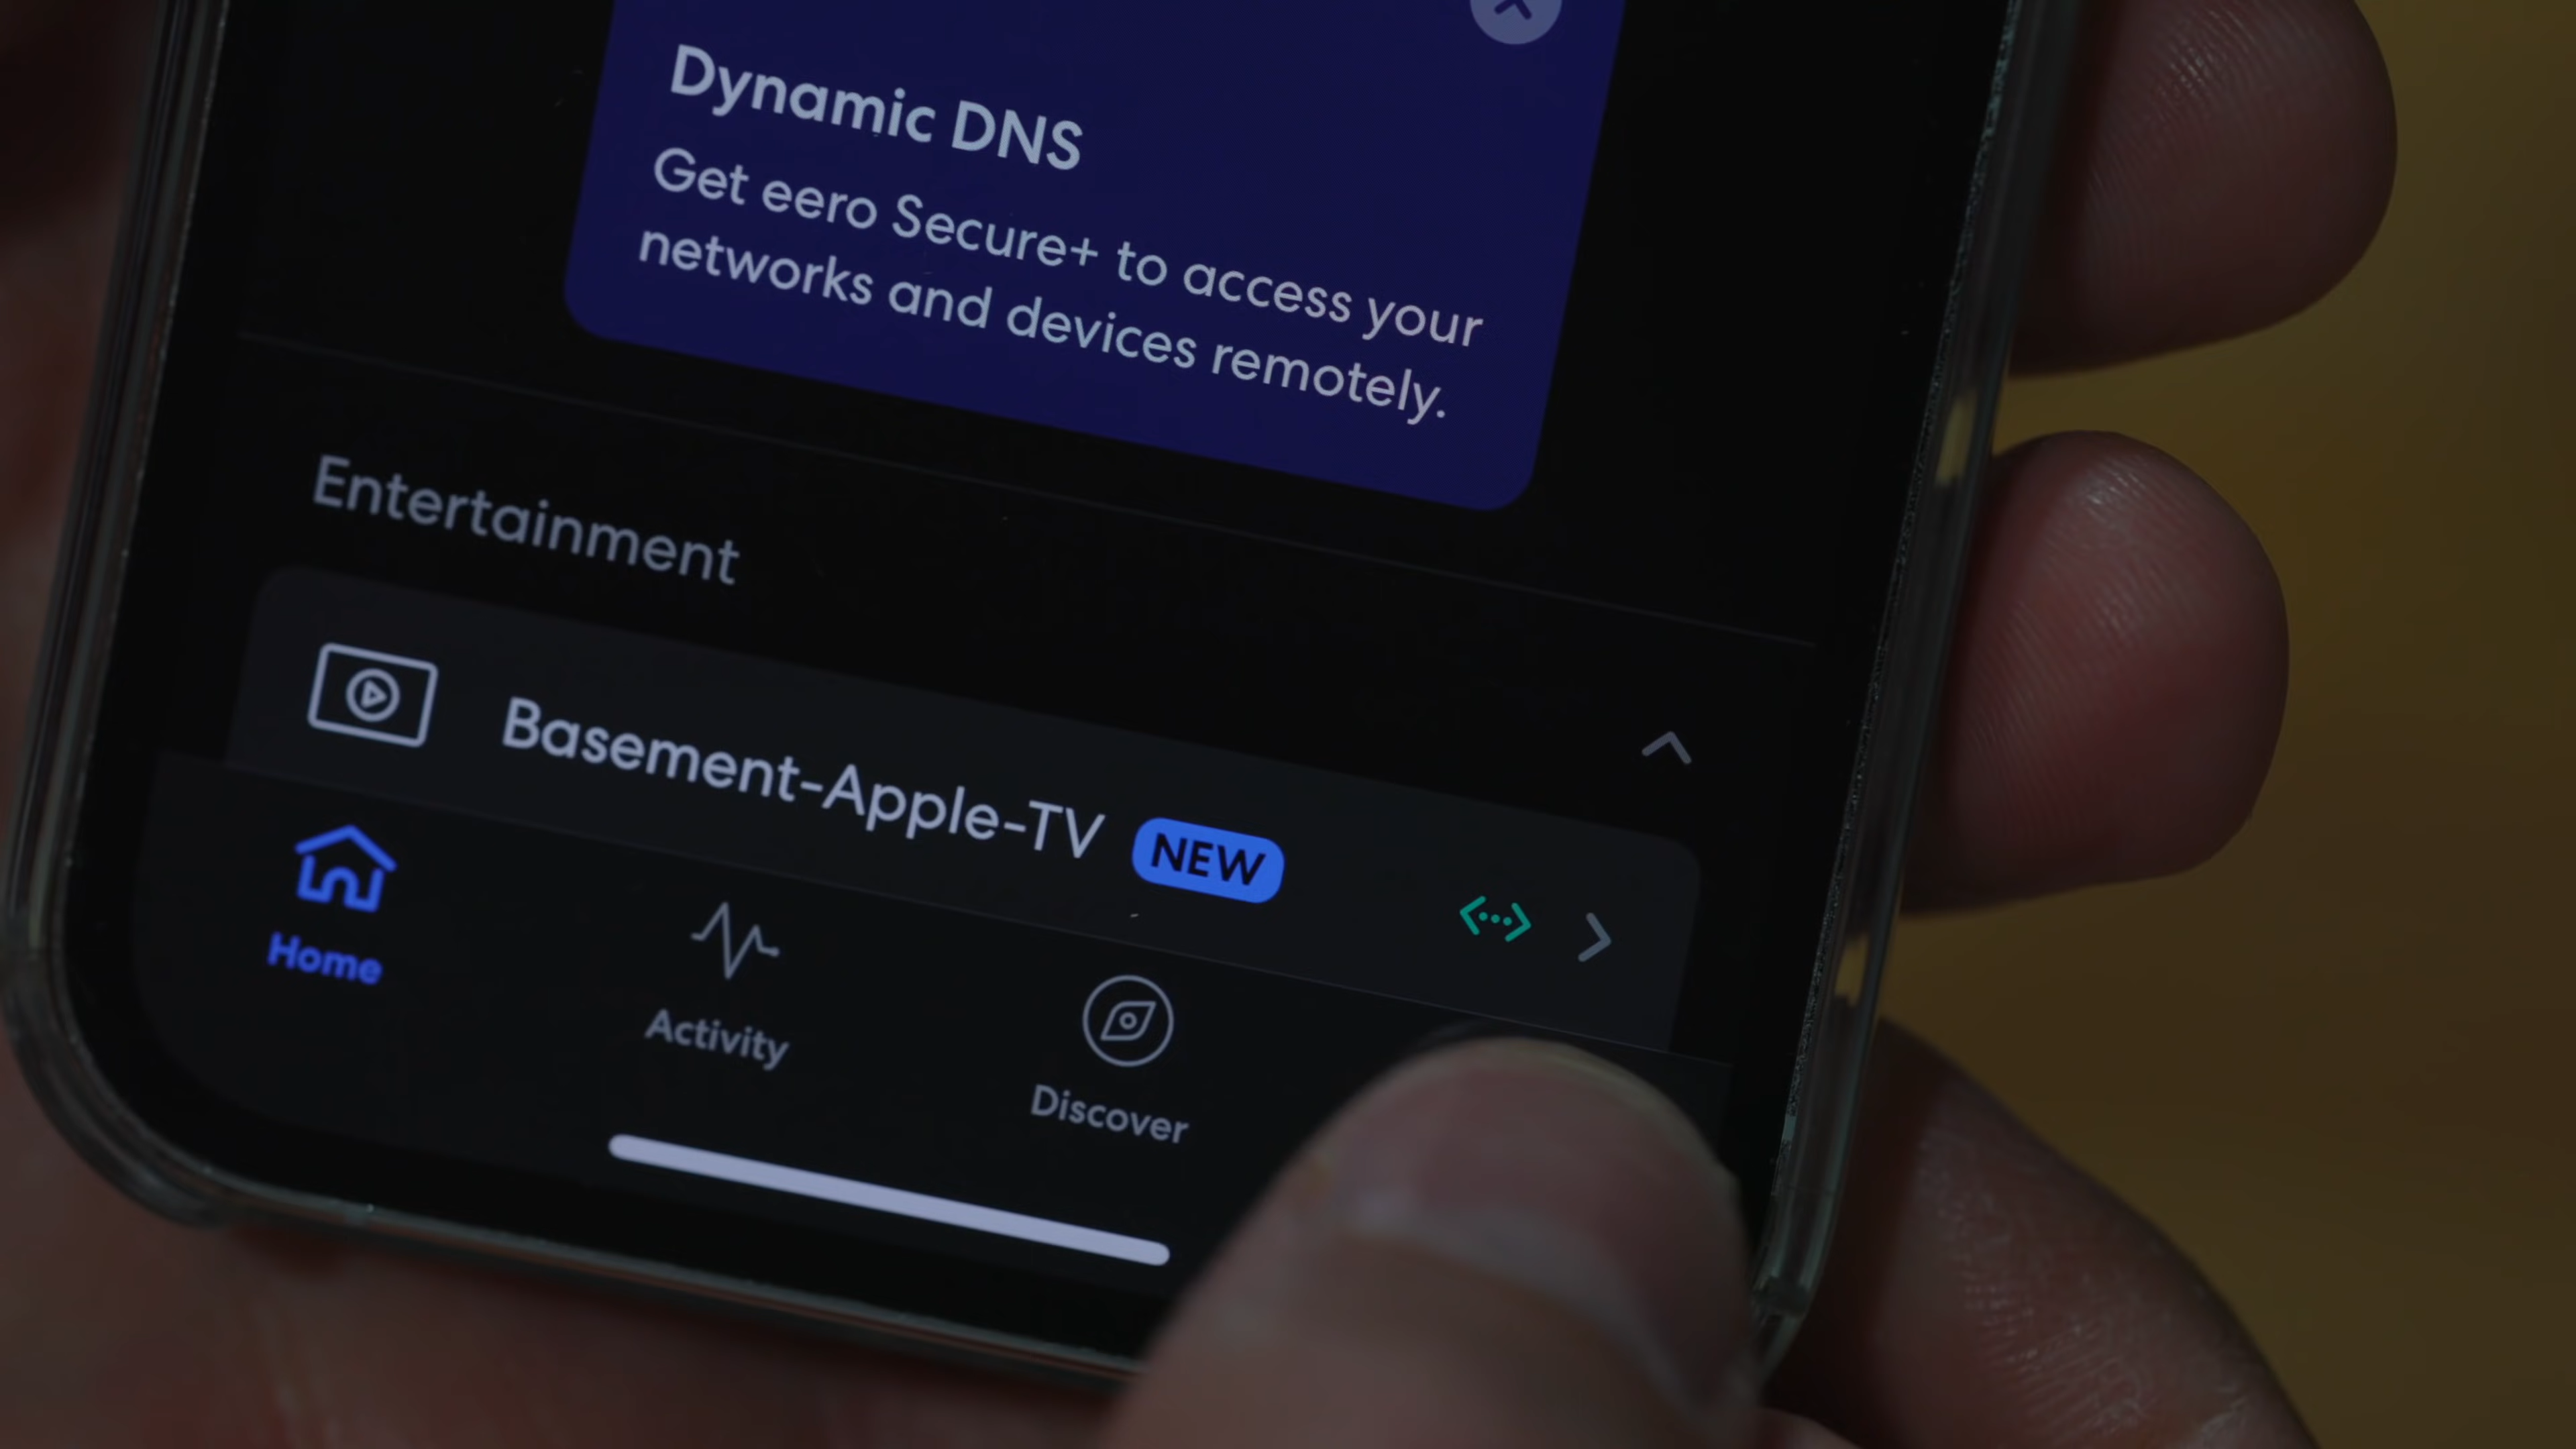 Dynamic DNS
Get eero Secure+ to access your
networks and devices remotely.
Entertainment
Basement-Apple-TV NEW
Home
Activity
Discover